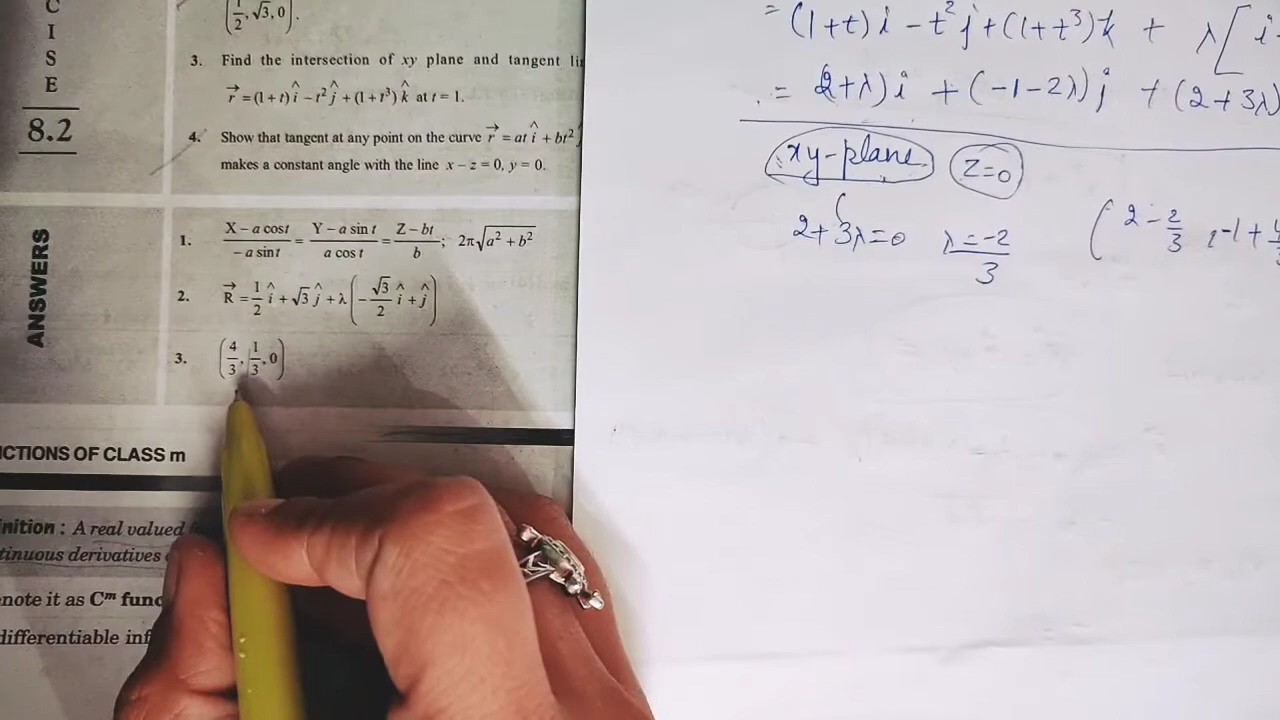 C
I
S
E
8.2
(1/2, √3, 0).
3. Find the intersection of xy plane and tangent
r⃗ = (1 + t) î − t² ĵ + (1 + t³) k̂ at t = 1.
4. Show that tangent at any point on the curve r⃗ = at î + bt²
makes a constant angle with the line x − z = 0, y = 0.
ANSWERS
1. (X − a cos t)/(− a sin t) = (Y − a sin t)/(a cos t) = (Z − bt)/b ; 2π√(a² + b²)
2. R⃗ = 1/2 î + √3 ĵ + λ (−√3/2 î + ĵ)
3. (4/3, 1/3, 0)
CTIONS OF CLASS m
nition : A real valued
tinuous derivatives
note it as Cᵐ func
differentiable inf
= (1+t) i − t² j + (1+t³) k + λ [ i
= (2+λ) i + (−1−2λ) j + (2+3λ)
xy-plane z=0
2+3λ=0 λ = −2/3 (2 − 2/3 , −1 +